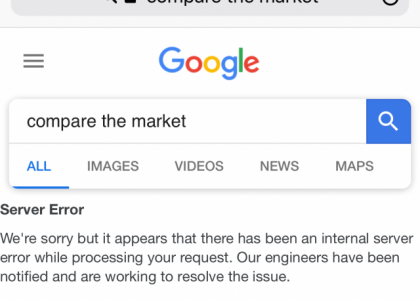 compare the market
Google
compare the market
ALL IMAGES VIDEOS NEWS MAPS
Server Error
We're sorry but it appears that there has been an internal server
error while processing your request. Our engineers have been
notified and are working to resolve the issue.